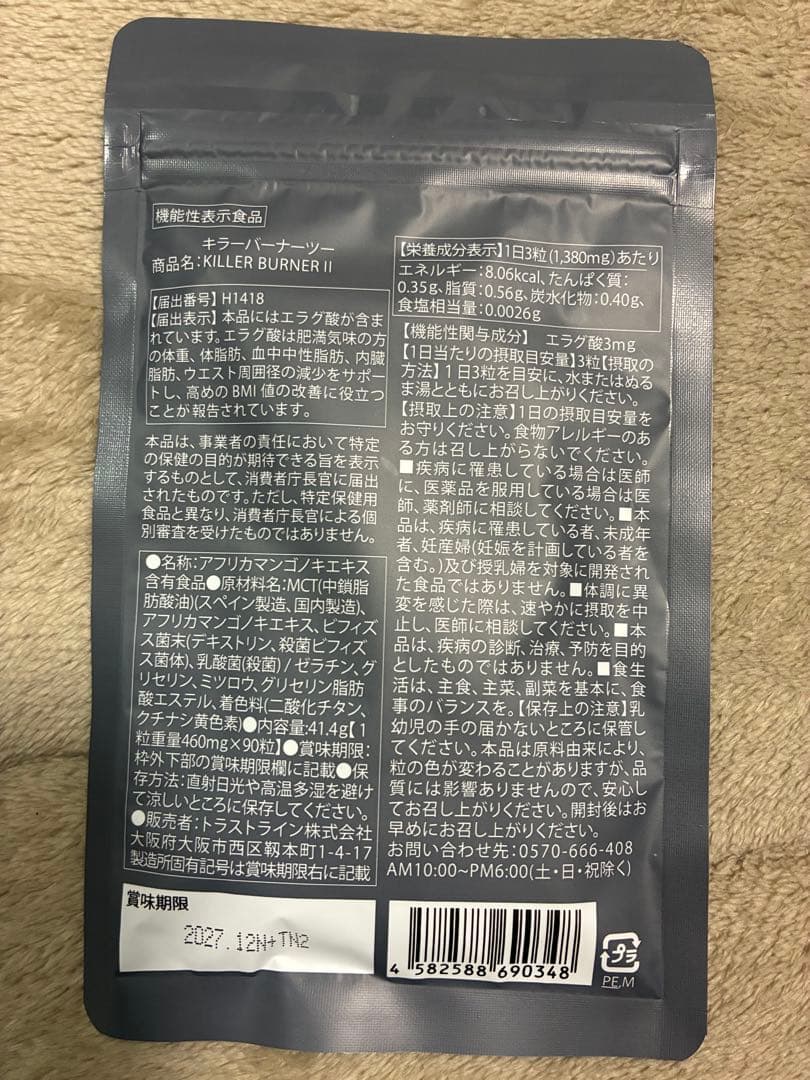 機能性表示食品
キラーバーナーツー
商品名:KILLER BURNER II
【届出番号】H1418
【届出表示】本品にはエラグ酸が含ま
れています。エラグ酸は肥満気味の方
の体重、体脂肪、血中中性脂肪、内臓
脂肪、ウエスト周囲径の減少をサポー
トし、高めのBMI値の改善に役立つ
ことが報告されています。
本品は、事業者の責任において特定
の保健の目的が期待できる旨を表示
するものとして、消費者庁長官に届出
されたものです。ただし、特定保健用
食品と異なり、消費者庁長官による個
別審査を受けたものではありません。
●名称:アフリカマンゴノキエキス
含有食品●原材料名:MCT(中鎖脂
肪酸油)(スペイン製造、国内製造)、
アフリカマンゴノキエキス、ビフィズ
ス菌末(デキストリン、殺菌ビフィズ
ス菌体)、乳酸菌(殺菌)/ゼラチン、グ
リセリン、ミツロウ、グリセリン脂肪
酸エステル、着色料(二酸化チタン、
クチナシ黄色素)●内容量:41.4g【1
粒重量460mg×90粒】●賞味期限:
枠外下部の賞味期限欄に記載●保
存方法:直射日光や高温多湿を避け
て涼しいところに保存してください。
●販売者:トラストライン株式会社
大阪府大阪市西区靱本町1-4-17
製造所固有記号は賞味期限右に記載
賞味期限
2027.12N+TN2
【栄養成分表示】1日3粒(1,380mg)あたり
エネルギー:8.06kcal、たんぱく質:
0.35g、脂質:0.56g、炭水化物:0.40g、
食塩相当量:0.0026g
【機能性関与成分】 エラグ酸3mg
【1日当たりの摂取目安量】3粒【摂取の
方法】1日3粒を目安に、水またはぬる
ま湯とともにお召し上がりください。
【摂取上の注意】1日の摂取目安量を
お守りください。食物アレルギーのあ
る方は召し上がらないでください。
■疾病に罹患している場合は医師
に、医薬品を服用している場合は医
師、薬剤師に相談してください。■本
品は、疾病に罹患している者、未成年
者、妊産婦(妊娠を計画している者を
含む。)及び授乳婦を対象に開発され
た食品ではありません。■体調に異
変を感じた際は、速やかに摂取を中
止し、医師に相談してください。■本
品は、疾病の診断、治療、予防を目的
としたものではありません。■食生
活は、主食、主菜、副菜を基本に、食
事のバランスを。【保存上の注意】乳
幼児の手の届かないところに保管し
てください。本品は原料由来により、
粒の色が変わることがありますが、品
質には影響ありませんので、安心し
てお召し上がりください。開封後はお
早めにお召し上がりください。
お問い合わせ先:0570-666-408
AM10:00~PM6:00(土・日・祝除く)
4 582588 690348
プラ
PE,M